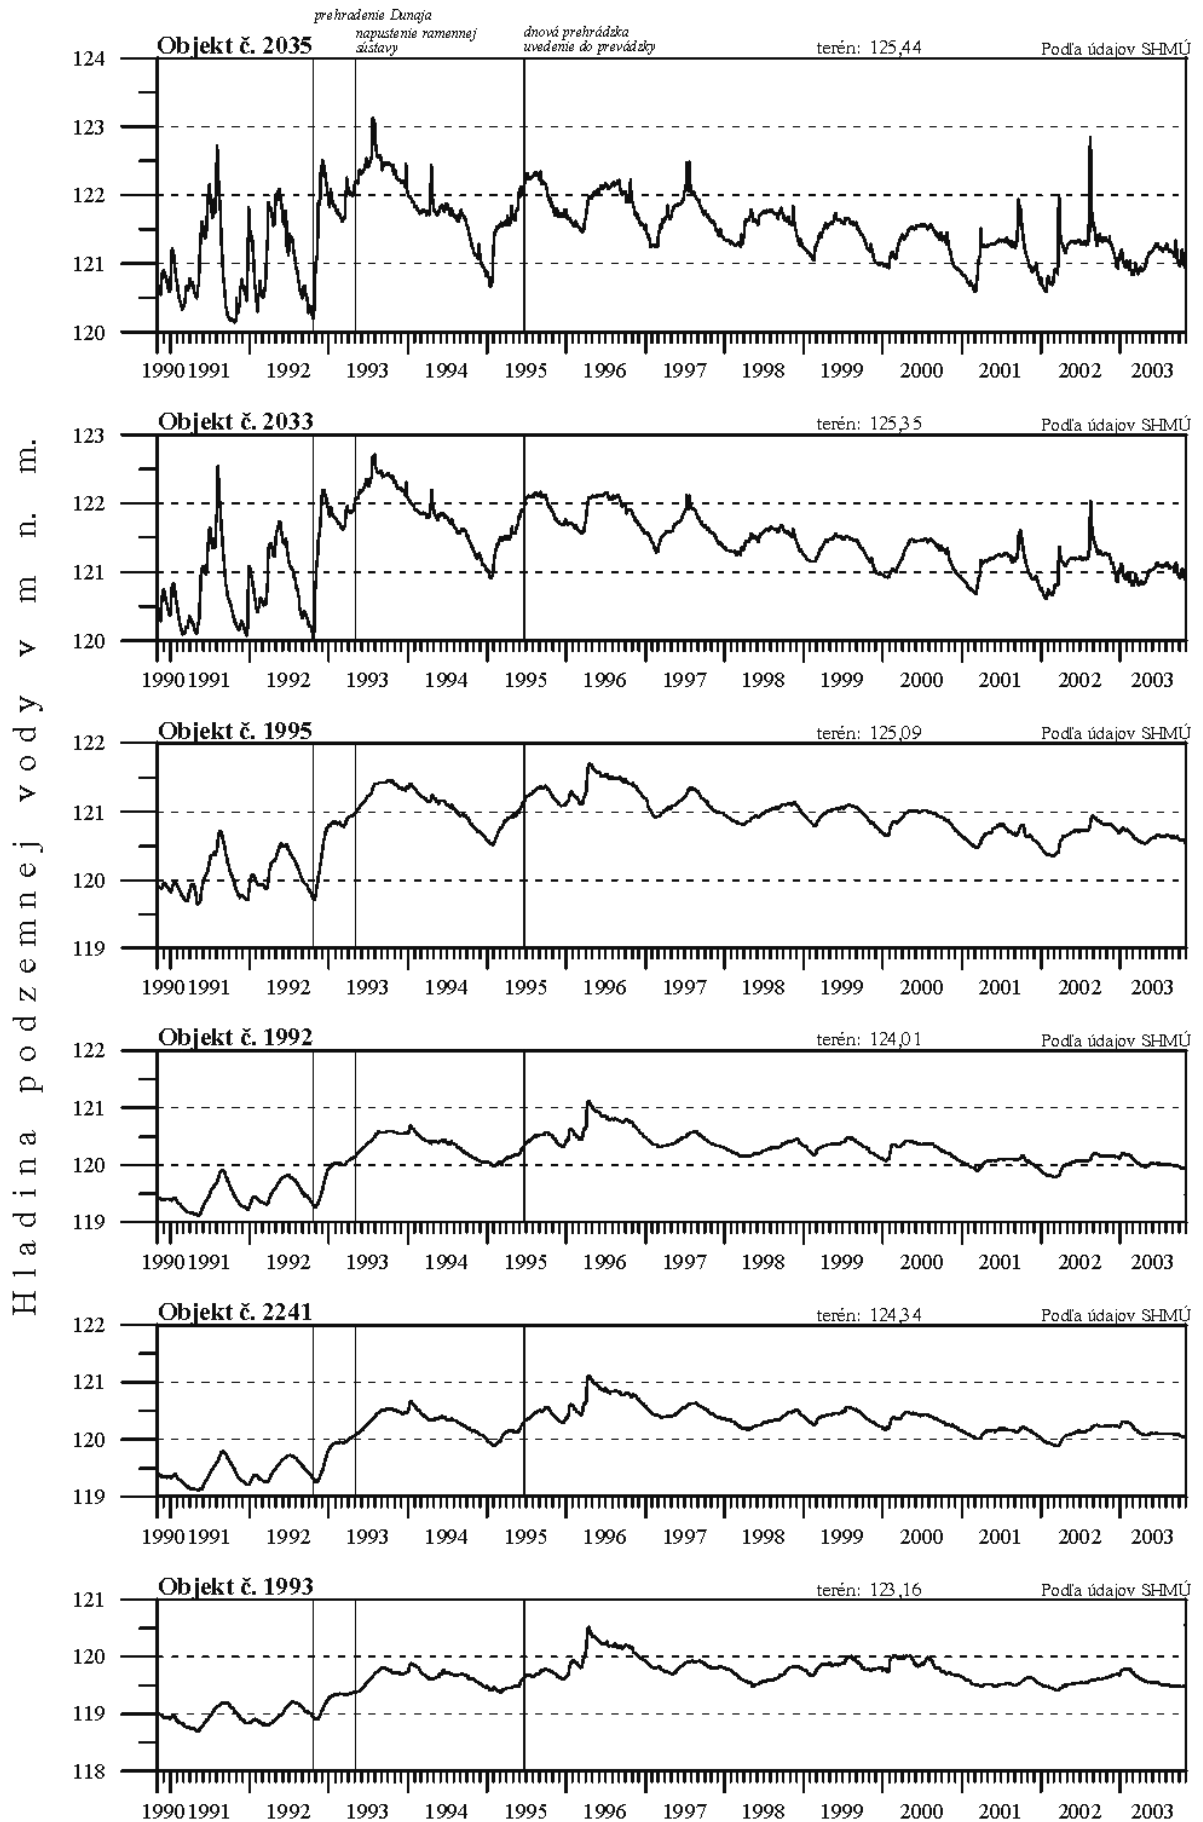 prehradenie Dunaja
napustenie ramennej
sústavy
dnová prehrádzka
uvedenie do prevádzky
Objekt č. 2035 terén: 125,44 Podľa údajov SHMÚ
124
123
122
121
120
1990 1991 1992 1993 1994 1995 1996 1997 1998 1999 2000 2001 2002 2003
Objekt č. 2033 terén: 125,35 Podľa údajov SHMÚ
123
122
121
120
1990 1991 1992 1993 1994 1995 1996 1997 1998 1999 2000 2001 2002 2003
Objekt č. 1995 terén: 125,09 Podľa údajov SHMÚ
122
121
120
119
1990 1991 1992 1993 1994 1995 1996 1997 1998 1999 2000 2001 2002 2003
Objekt č. 1992 terén: 124,01 Podľa údajov SHMÚ
122
121
120
119
1990 1991 1992 1993 1994 1995 1996 1997 1998 1999 2000 2001 2002 2003
Objekt č. 2241 terén: 124,34 Podľa údajov SHMÚ
122
121
120
119
1990 1991 1992 1993 1994 1995 1996 1997 1998 1999 2000 2001 2002 2003
Objekt č. 1993 terén: 123,16 Podľa údajov SHMÚ
121
120
119
118
1990 1991 1992 1993 1994 1995 1996 1997 1998 1999 2000 2001 2002 2003
Hladina podzemnej vody v m n. m.